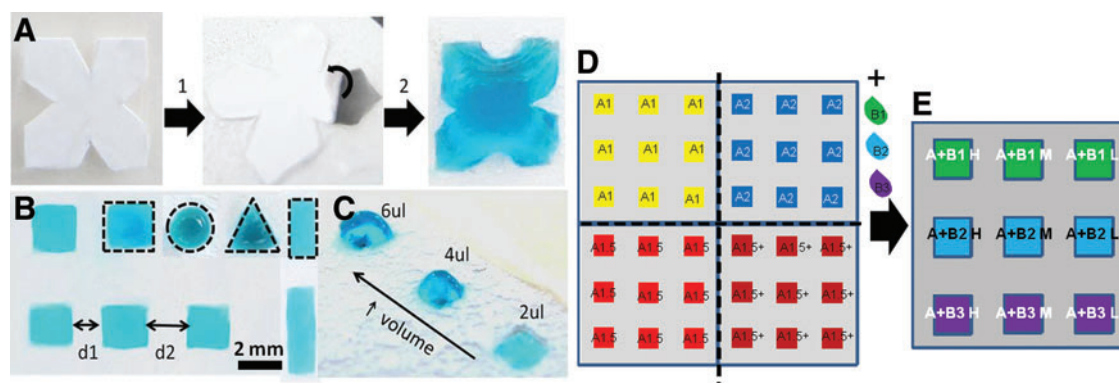 A
1
2
B
d1
d2
2 mm
C
6ul
4ul
2ul
↑ volume
D
A1 A1 A1 A2 A2 A2
A1 A1 A1 A2 A2 A2
A1 A1 A1 A2 A2 A2
A1.5 A1.5 A1.5 A1.5+ A1.5+ A1.5+
A1.5 A1.5 A1.5 A1.5+ A1.5+ A1.5+
A1.5 A1.5 A1.5 A1.5+ A1.5+ A1.5+
+
B1
B2
B3
E
A+B1 H A+B1 M A+B1 L
A+B2 H A+B2 M A+B2 L
A+B3 H A+B3 M A+B3 L